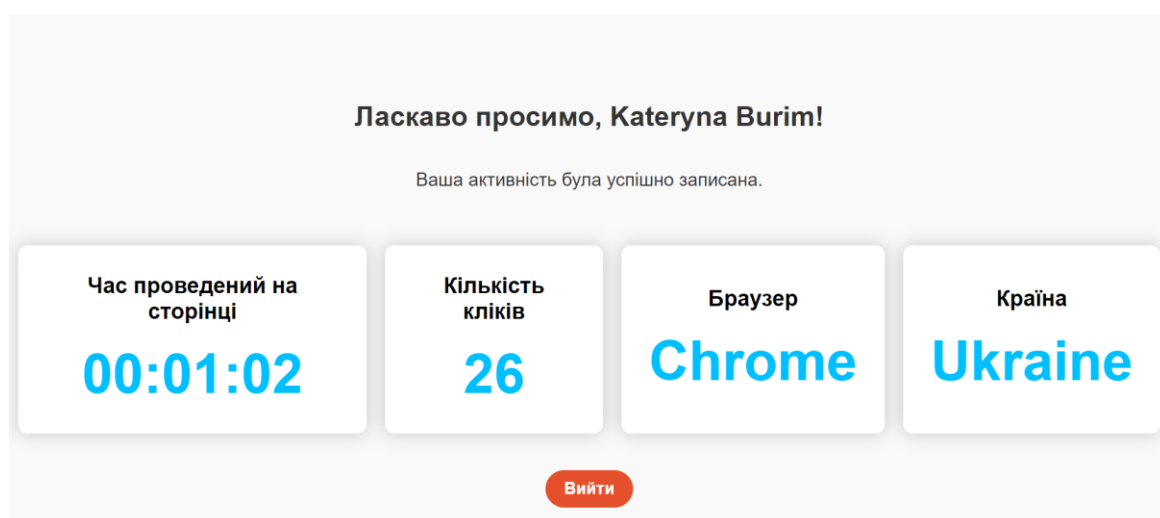 Ласкаво просимо, Kateryna Burim!
Ваша активність була успішно записана.
Час проведений на
сторінці
00:01:02
Кількість
кліків
26
Браузер
Chrome
Країна
Ukraine
Вийти